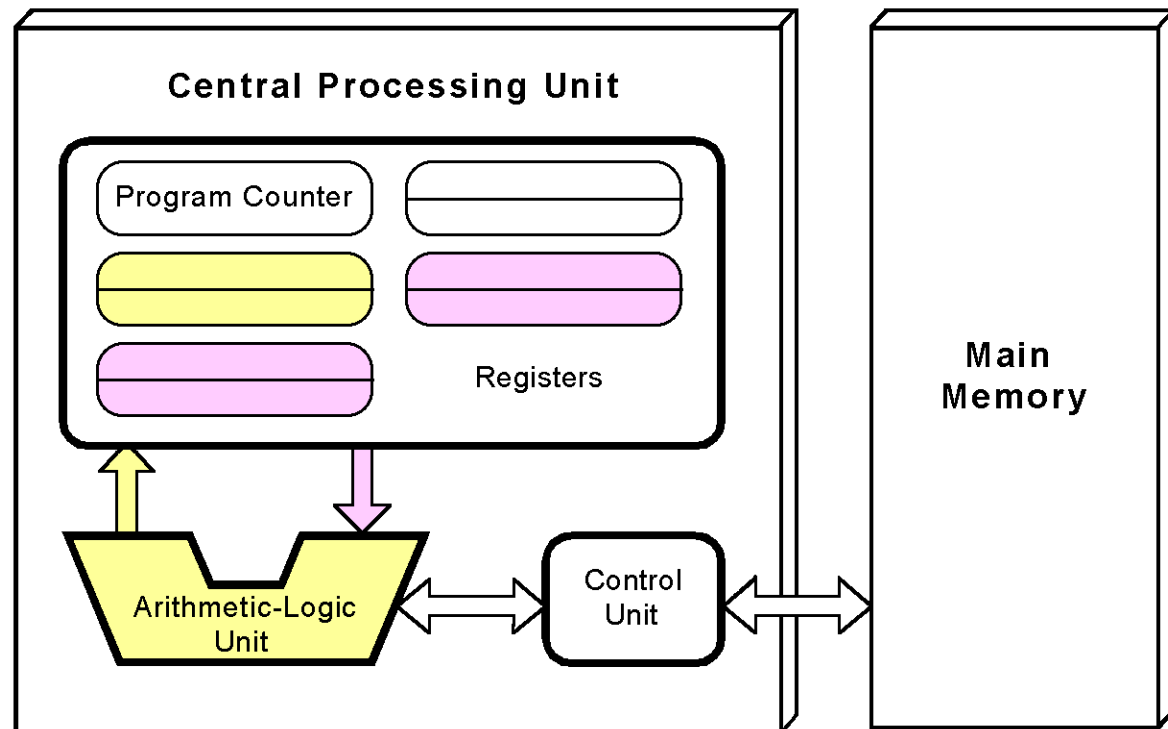 Central Processing Unit
Program Counter
Registers
Main
Memory
Arithmetic-Logic
Unit
Control
Unit